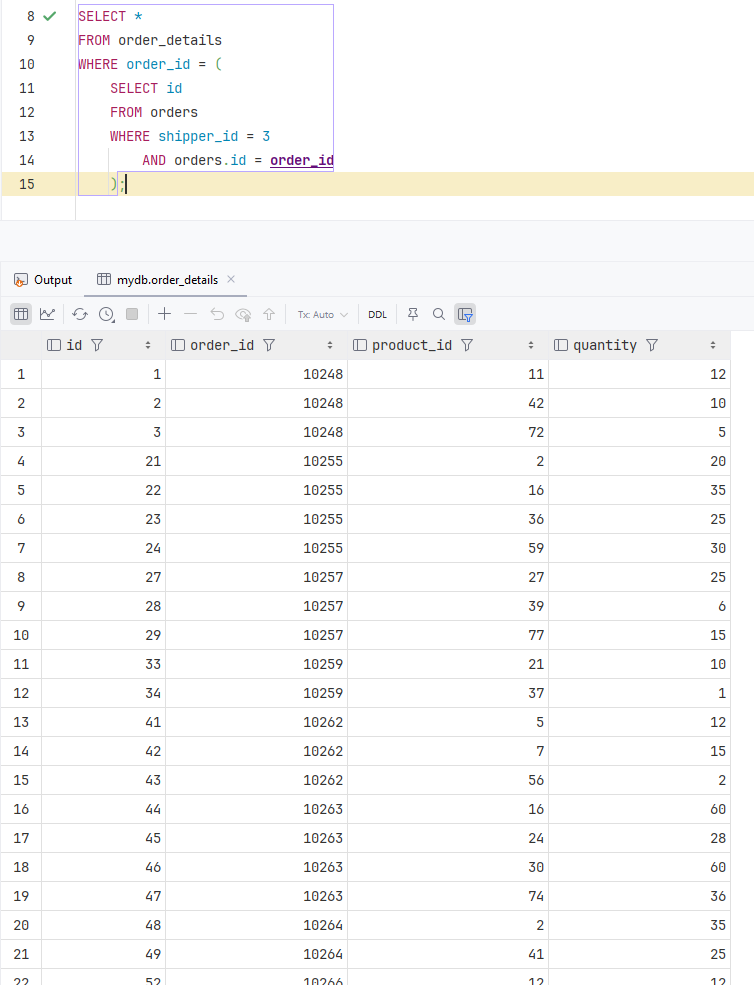 8 SELECT *
9 FROM order_details
10 WHERE order_id = (
11 SELECT id
12 FROM orders
13 WHERE shipper_id = 3
14 AND orders.id = order_id
15 );
Output mydb.order_details
Tx: Auto DDL
id order_id product_id quantity
1 1 10248 11 12
2 2 10248 42 10
3 3 10248 72 5
4 21 10255 2 20
5 22 10255 16 35
6 23 10255 36 25
7 24 10255 59 30
8 27 10257 27 25
9 28 10257 39 6
10 29 10257 77 15
11 33 10259 21 10
12 34 10259 37 1
13 41 10262 5 12
14 42 10262 7 15
15 43 10262 56 2
16 44 10263 16 60
17 45 10263 24 28
18 46 10263 30 60
19 47 10263 74 36
20 48 10264 2 35
21 49 10264 41 25
22 52 10266 12 12